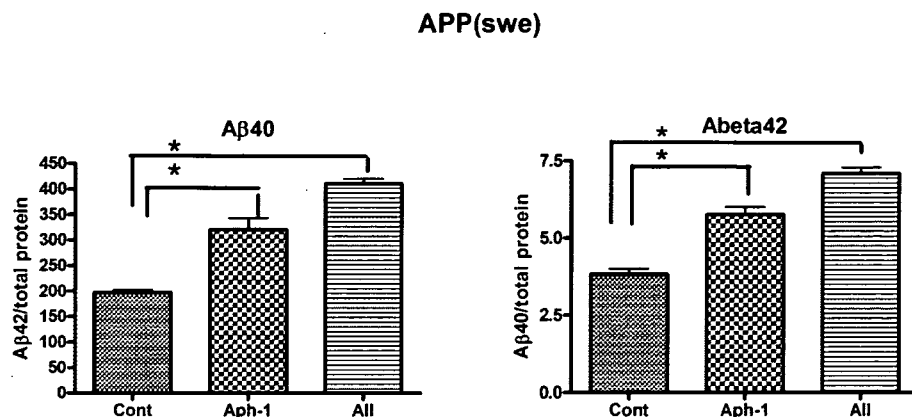 APP(swe)
Aβ40
*
*
450
400
350
300
250
200
150
100
50
0
Aβ42/total protein
Cont Aph-1 All
Abeta42
*
*
7.5
5.0
2.5
0.0
Aβ40/total protein
Cont Aph-1 All